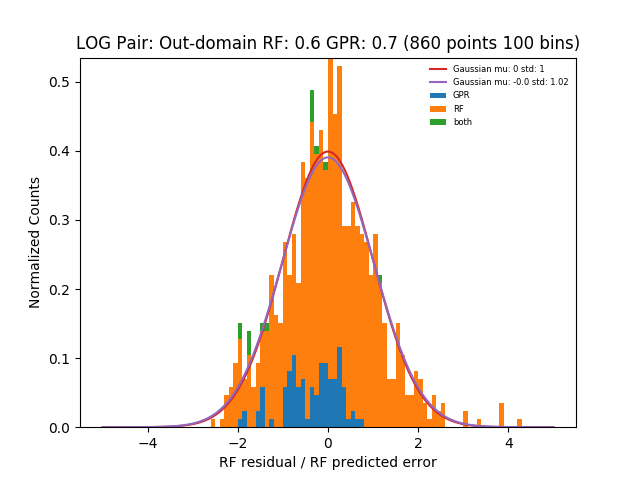 LOG Pair: Out-domain RF: 0.6 GPR: 0.7 (860 points 100 bins)
Gaussian mu: 0 std: 1
Gaussian mu: -0.0 std: 1.02
GPR
RF
both
0.5
0.4
0.3
0.2
0.1
0.0
Normalized Counts
−4
−2
0
2
4
RF residual / RF predicted error